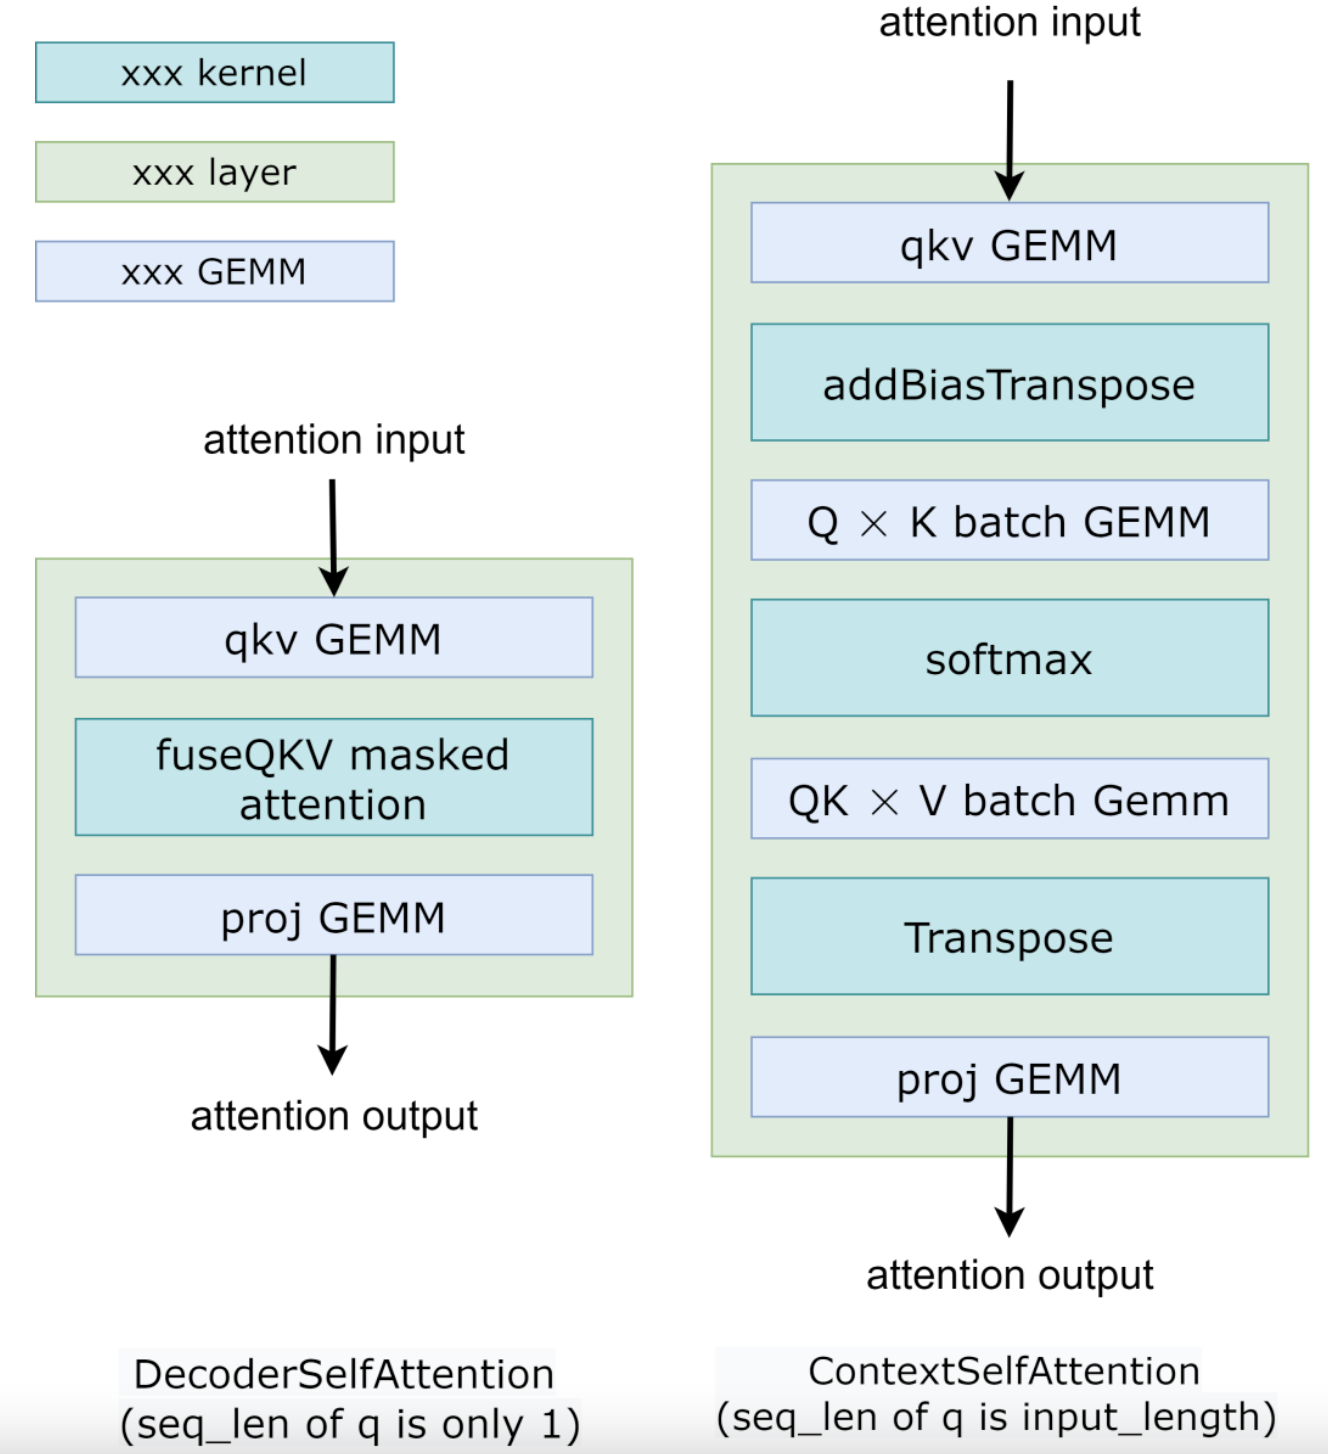 xxx kernel
xxx layer
xxx GEMM
attention input
qkv GEMM
fuseQKV masked
attention
proj GEMM
attention output
DecoderSelfAttention
(seq_len of q is only 1)
attention input
qkv GEMM
addBiasTranspose
Q × K batch GEMM
softmax
QK × V batch Gemm
Transpose
proj GEMM
attention output
ContextSelfAttention
(seq_len of q is input_length)